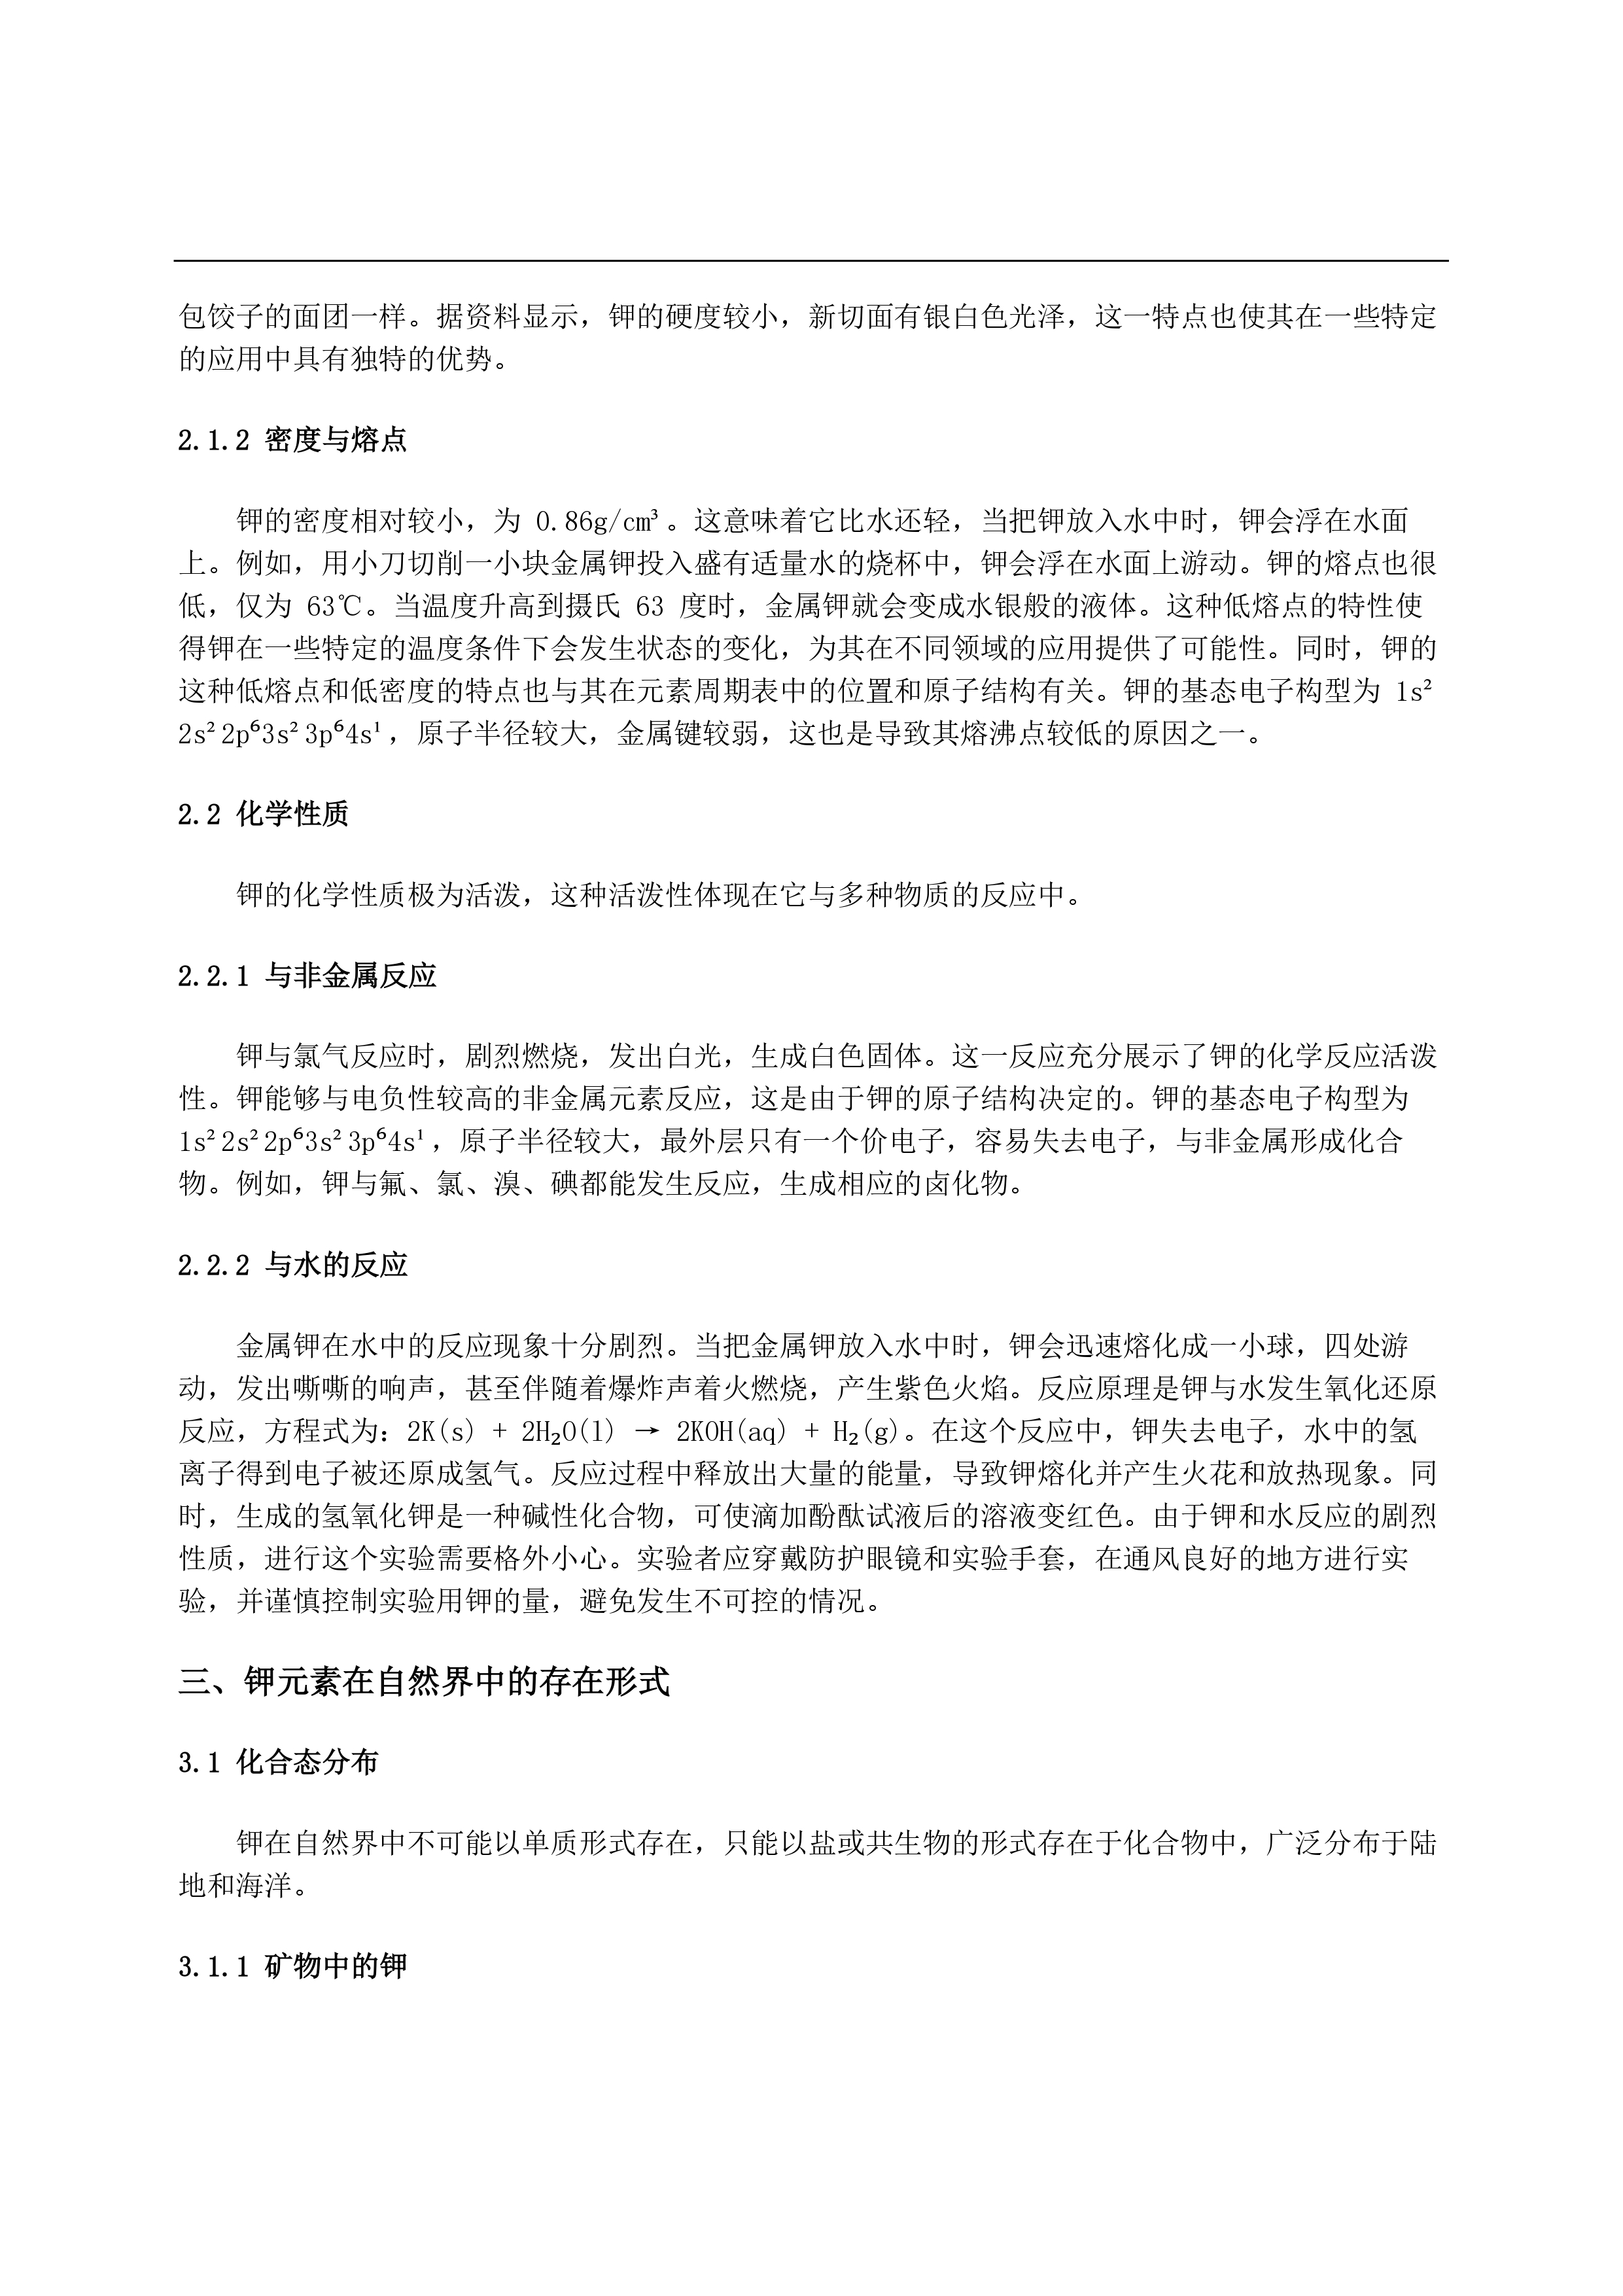 包饺子的面团一样。据资料显示，钾的硬度较小，新切面有银白色光泽，这一特点也使其在一些特定
的应用中具有独特的优势。
2.1.2 密度与熔点
钾的密度相对较小，为 0.86g/cm³。这意味着它比水还轻，当把钾放入水中时，钾会浮在水面
上。例如，用小刀切削一小块金属钾投入盛有适量水的烧杯中，钾会浮在水面上游动。钾的熔点也很
低，仅为 63℃。当温度升高到摄氏 63 度时，金属钾就会变成水银般的液体。这种低熔点的特性使
得钾在一些特定的温度条件下会发生状态的变化，为其在不同领域的应用提供了可能性。同时，钾的
这种低熔点和低密度的特点也与其在元素周期表中的位置和原子结构有关。钾的基态电子构型为 1s²
2s²2p⁶3s²3p⁶4s¹，原子半径较大，金属键较弱，这也是导致其熔沸点较低的原因之一。
2.2 化学性质
钾的化学性质极为活泼，这种活泼性体现在它与多种物质的反应中。
2.2.1 与非金属反应
钾与氯气反应时，剧烈燃烧，发出白光，生成白色固体。这一反应充分展示了钾的化学反应活泼
性。钾能够与电负性较高的非金属元素反应，这是由于钾的原子结构决定的。钾的基态电子构型为
1s²2s²2p⁶3s²3p⁶4s¹，原子半径较大，最外层只有一个价电子，容易失去电子，与非金属形成化合
物。例如，钾与氟、氯、溴、碘都能发生反应，生成相应的卤化物。
2.2.2 与水的反应
金属钾在水中的反应现象十分剧烈。当把金属钾放入水中时，钾会迅速熔化成一小球，四处游
动，发出嘶嘶的响声，甚至伴随着爆炸声着火燃烧，产生紫色火焰。反应原理是钾与水发生氧化还原
反应，方程式为：2K(s) + 2H₂O(l) → 2KOH(aq) + H₂(g)。在这个反应中，钾失去电子，水中的氢
离子得到电子被还原成氢气。反应过程中释放出大量的能量，导致钾熔化并产生火花和放热现象。同
时，生成的氢氧化钾是一种碱性化合物，可使滴加酚酞试液后的溶液变红色。由于钾和水反应的剧烈
性质，进行这个实验需要格外小心。实验者应穿戴防护眼镜和实验手套，在通风良好的地方进行实
验，并谨慎控制实验用钾的量，避免发生不可控的情况。
三、钾元素在自然界中的存在形式
3.1 化合态分布
钾在自然界中不可能以单质形式存在，只能以盐或共生物的形式存在于化合物中，广泛分布于陆
地和海洋。
3.1.1 矿物中的钾